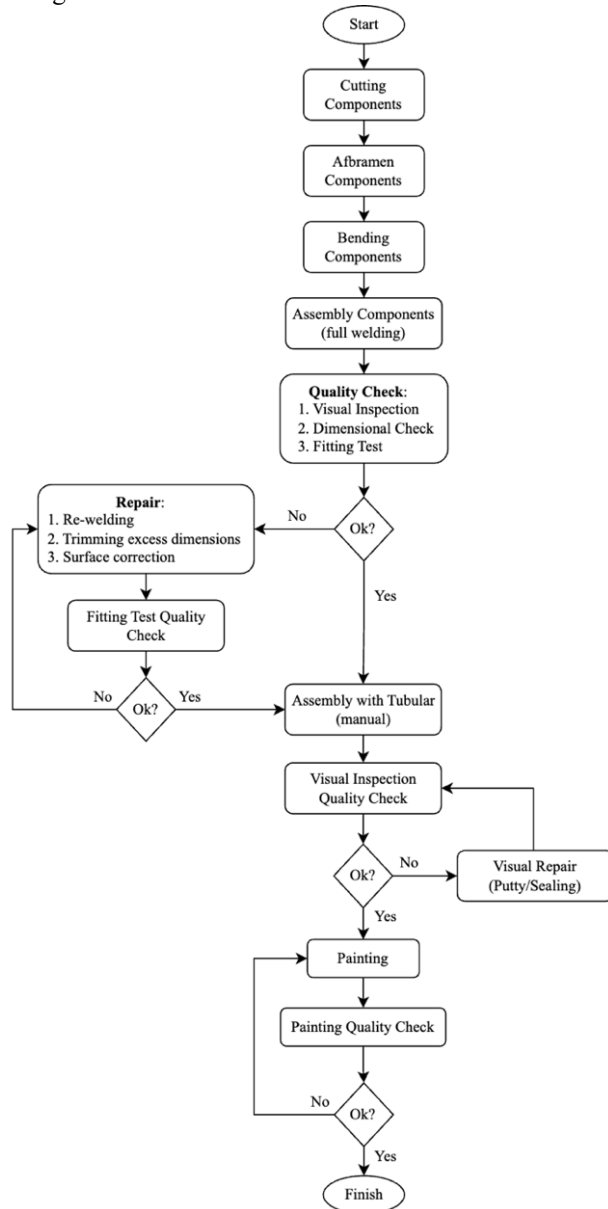 Start
Cutting
Components
Afbramen
Components
Bending
Components
Assembly Components
(full welding)
Quality Check:
1. Visual Inspection
2. Dimensional Check
3. Fitting Test
Ok?
No
Yes
Repair:
1. Re-welding
2. Trimming excess dimensions
3. Surface correction
Fitting Test Quality
Check
Ok?
No
Yes
Assembly with Tubular
(manual)
Visual Inspection
Quality Check
Ok?
No
Yes
Visual Repair
(Putty/Sealing)
Painting
Painting Quality Check
Ok?
No
Yes
Finish